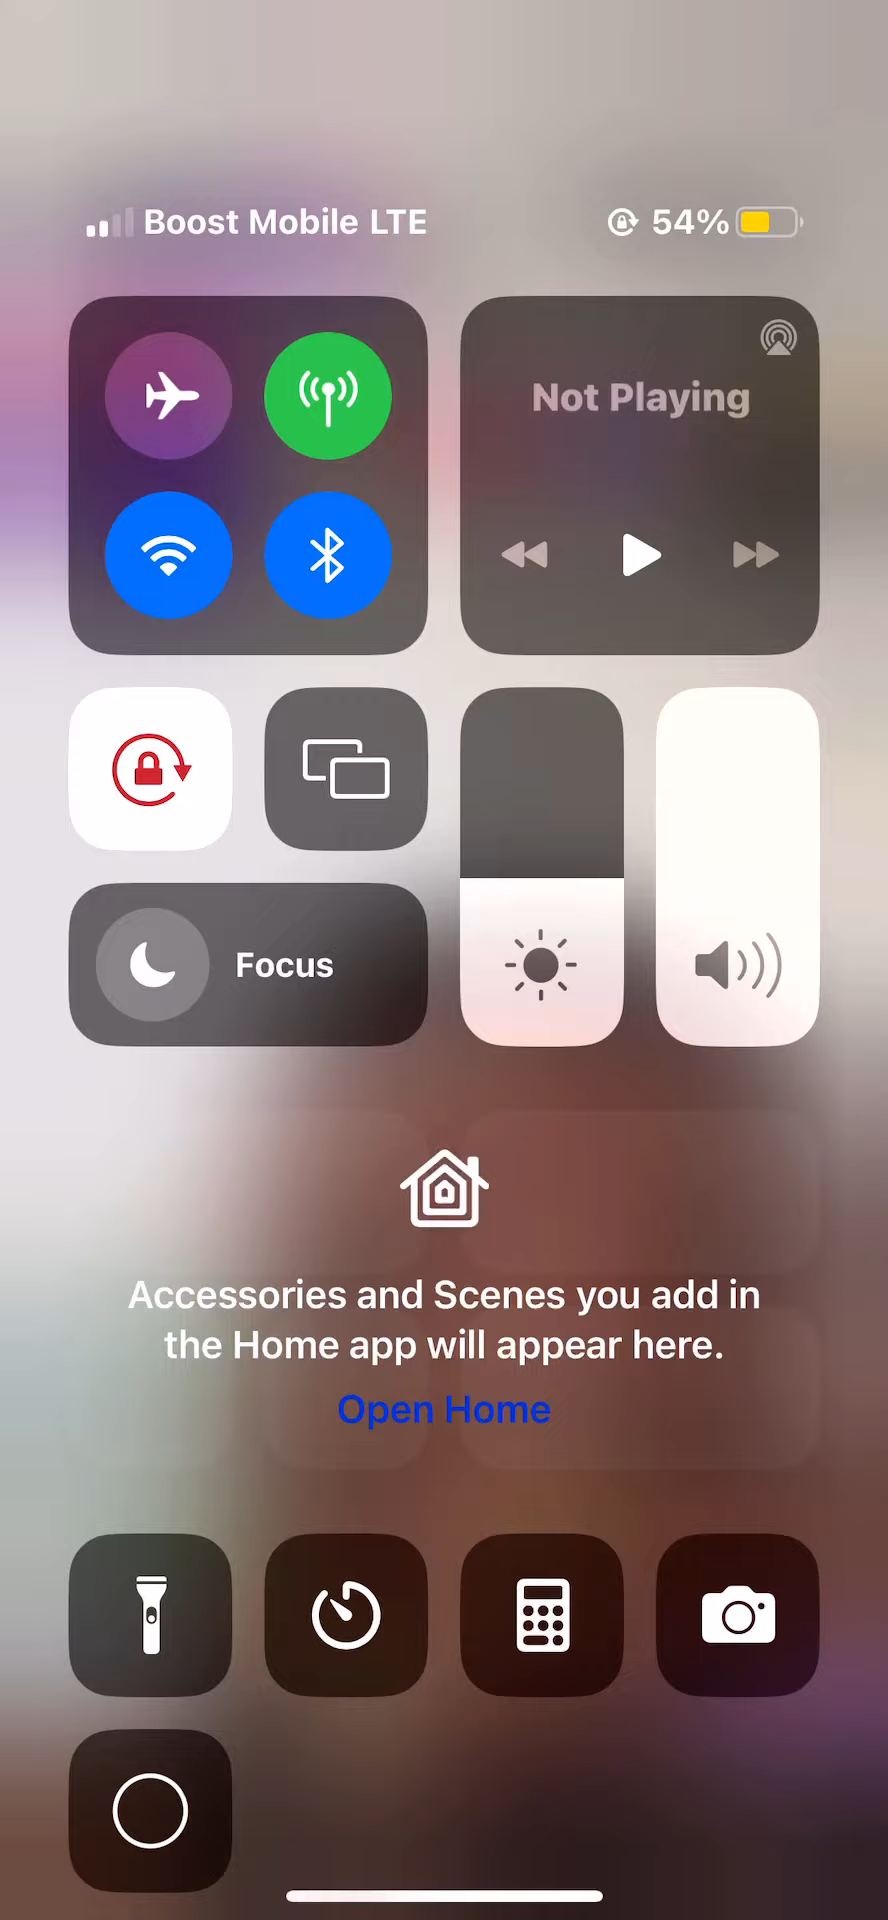 Boost Mobile LTE
54%
Not Playing
Focus
Accessories and Scenes you add in
the Home app will appear here.
Open Home